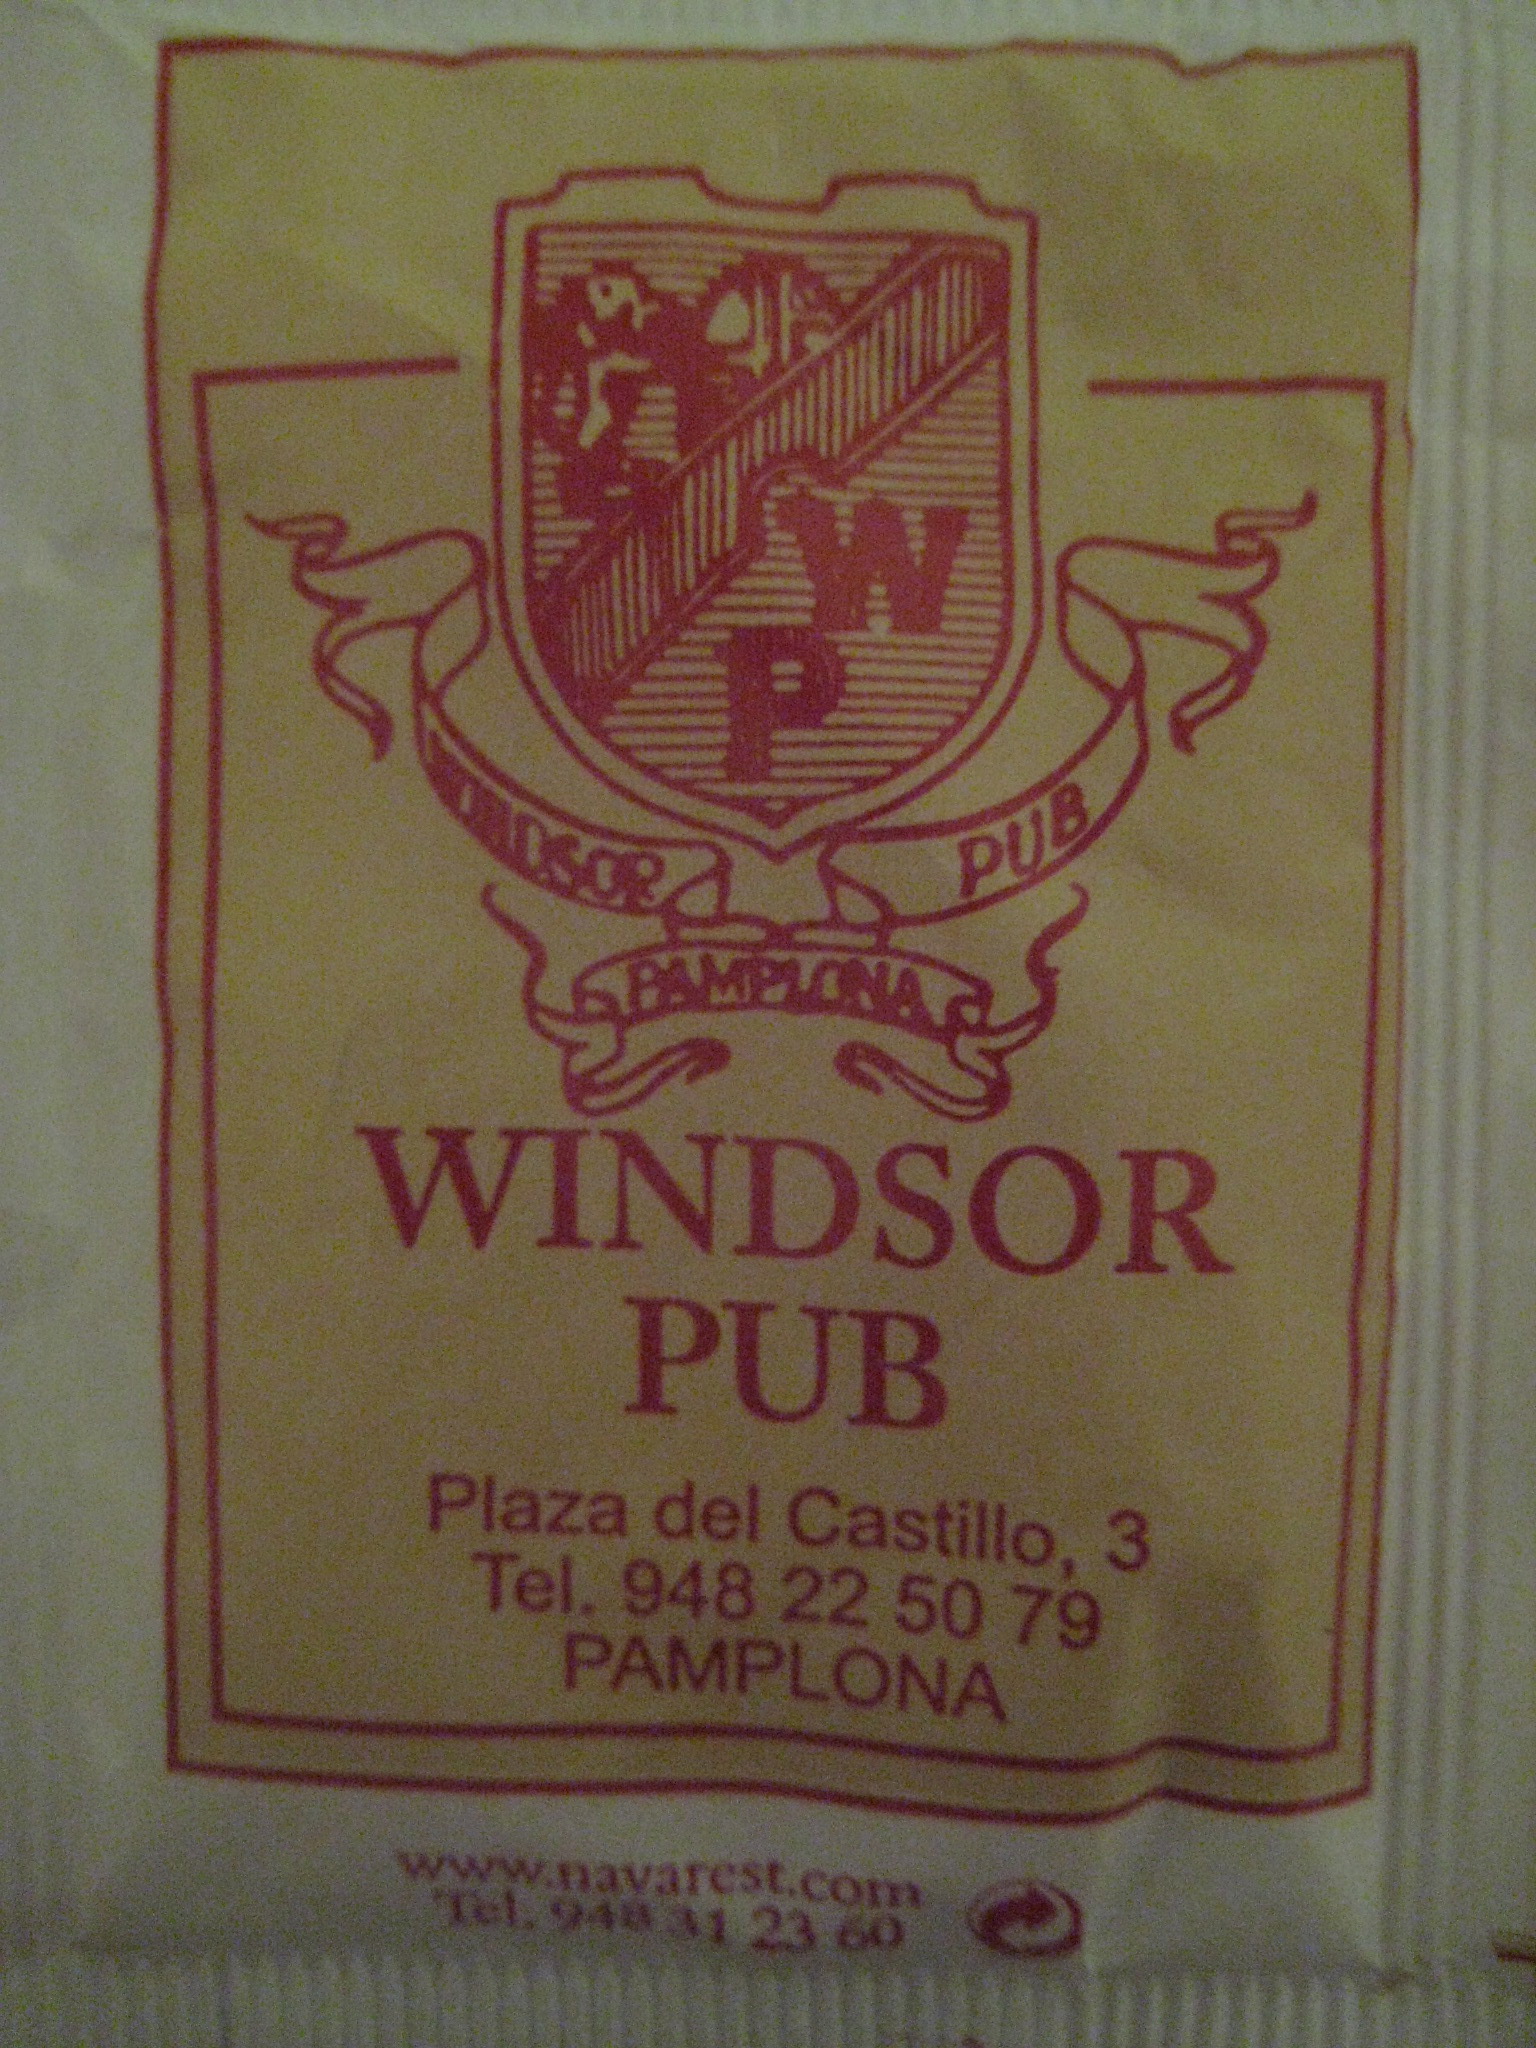 W
P
WINDSOR PUB
PAMPLONA
WINDSOR
PUB
Plaza del Castillo, 3
Tel. 948 22 50 79
PAMPLONA
www.navarest.com
Tel. 948 31 23 60